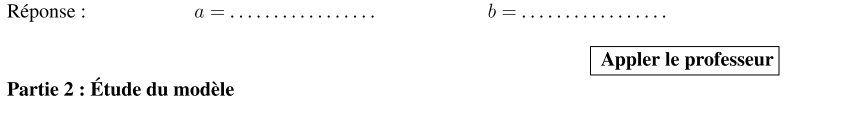 Réponse : a = . . . . . . . . . . . . . . . . . b = . . . . . . . . . . . . . . . . .
Appler le professeur
Partie 2 : Étude du modèle